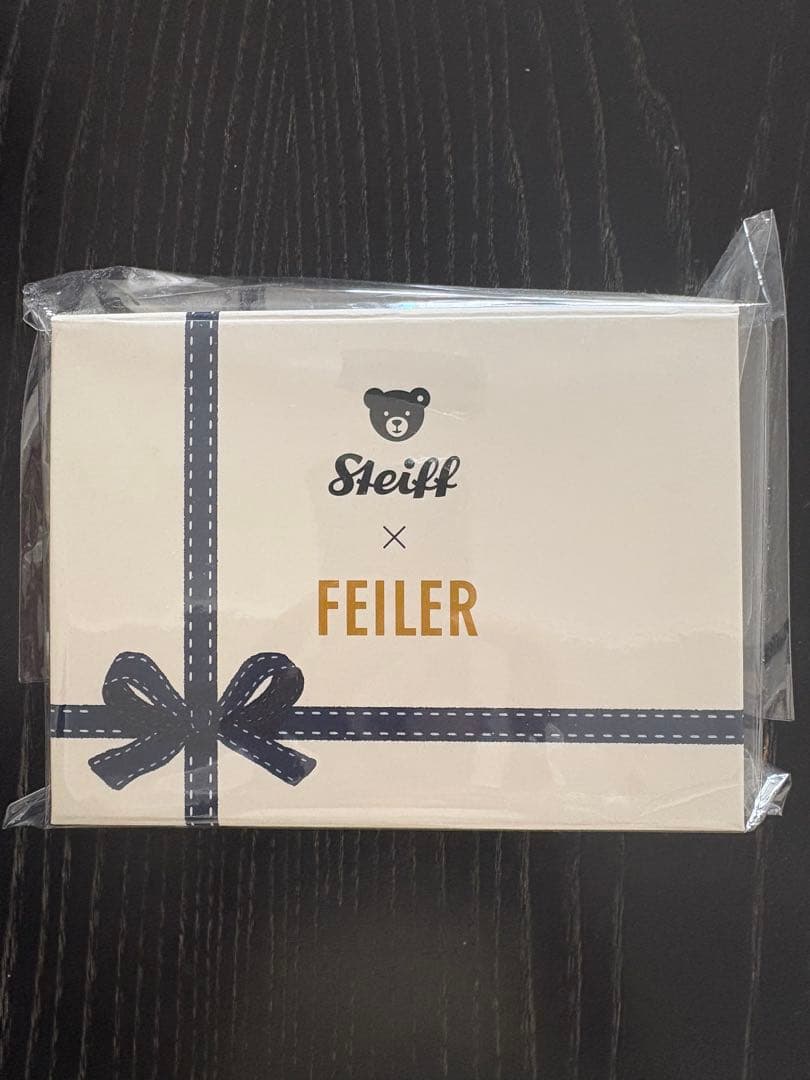 Steiff
×
FEILER